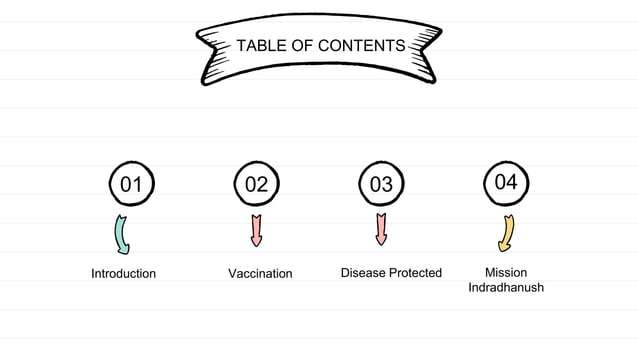 TABLE OF CONTENTS
01
02
03
04
Introduction
Vaccination
Disease Protected
Mission
Indradhanush